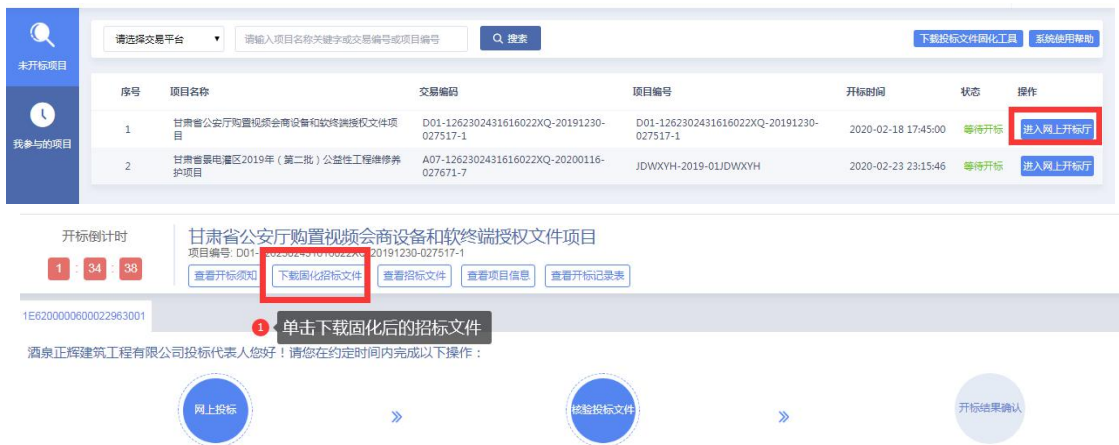 未开标项目
我参与的项目
请选择交易平台
请输入项目名称关键字或交易编号或项目编号
搜索
下载投标文件固化工具
系统使用帮助
序号 项目名称 交易编码 项目编号 开标时间 状态 操作
1 甘肃省公安厅购置视频会商设备和软终端授权文件项 D01-1262302431616022XQ-20191230- D01-1262302431616022XQ-20191230- 2020-02-18 17:45:00 等待开标 进入网上开标厅
目 027517-1 027517-1
2 甘肃省景电灌区2019年(第二批)公益性工程维修养 A07-1262302431616022XQ-20200116- JDWXYH-2019-01JDWXYH 2020-02-23 23:15:46 等待开标 进入网上开标厅
护项目 027671-7
开标倒计时
1 : 34 : 38
甘肃省公安厅购置视频会商设备和软终端授权文件项目
项目编号: D01-1262302431616022XQ-20191230-027517-1
查看开标须知 下载固化招标文件 查看招标文件 查看项目信息 查看开标记录表
1E6200000600022963001
1 单击下载固化后的招标文件
酒泉正辉建筑工程有限公司投标代表人您好!请您在约定时间内完成以下操作:
网上投标 » 核验投标文件 » 开标结果确认